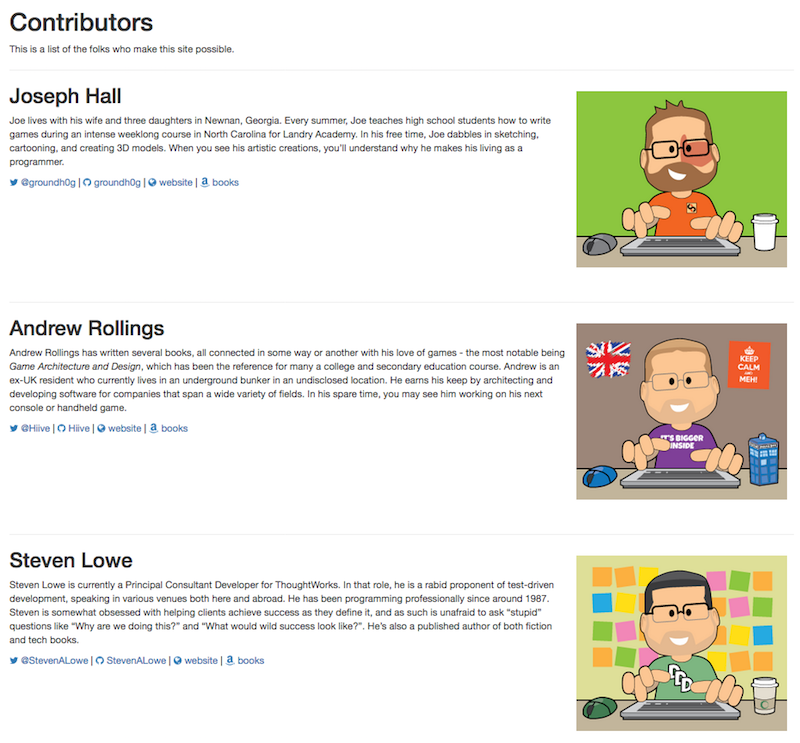 Contributors
This is a list of the folks who make this site possible.
Joseph Hall
Joe lives with his wife and three daughters in Newnan, Georgia. Every summer, Joe teaches high school students how to write
games during an intense weeklong course in North Carolina for Landry Academy. In his free time, Joe dabbles in sketching,
cartooning, and creating 3D models. When you see his artistic creations, you'll understand why he makes his living as a
programmer.
@groundh0g | groundh0g | website | books
Andrew Rollings
Andrew Rollings has written several books, all connected in some way or another with his love of games - the most notable being
Game Architecture and Design, which has been the reference for many a college and secondary education course. Andrew is an
ex-UK resident who currently lives in an underground bunker in an undisclosed location. He earns his keep by architecting and
developing software for companies that span a wide variety of fields. In his spare time, you may see him working on his next
console or handheld game.
@Hiive | Hiive | website | books
KEEP
CALM
AND
MEH!
IT'S BIGGER
INSIDE
Steven Lowe
Steven Lowe is currently a Principal Consultant Developer for ThoughtWorks. In that role, he is a rabid proponent of test-driven
development, speaking in various venues both here and abroad. He has been programming professionally since around 1987.
Steven is somewhat obsessed with helping clients achieve success as they define it, and as such is unafraid to ask “stupid”
questions like “Why are we doing this?” and “What would wild success look like?”. He's also a published author of both fiction
and tech books.
@StevenALowe | StevenALowe | website | books
DDD